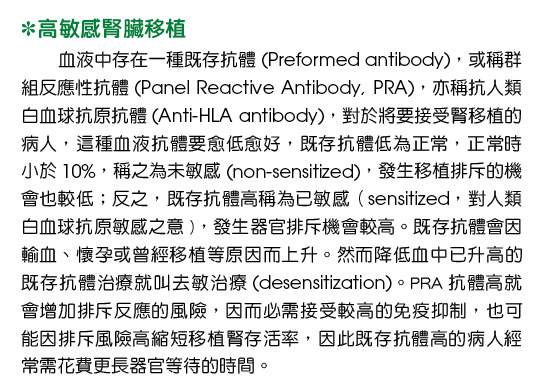 ✽高敏感腎臟移植
血液中存在一種既存抗體 (Preformed antibody)，或稱群
組反應性抗體 (Panel Reactive Antibody, PRA)，亦稱抗人類
白血球抗原抗體 (Anti-HLA antibody)，對於將要接受腎移植的
病人，這種血液抗體要愈低愈好，既存抗體低為正常，正常時
小於 10%，稱之為未敏感 (non-sensitized)，發生移植排斥的機
會也較低；反之，既存抗體高稱為已敏感（sensitized，對人類
白血球抗原敏感之意），發生器官排斥機會較高。既存抗體會因
輸血、懷孕或曾經移植等原因而上升。然而降低血中已升高的
既存抗體治療就叫去敏治療 (desensitization)。PRA 抗體高就
會增加排斥反應的風險，因而必需接受較高的免疫抑制，也可
能因排斥風險高縮短移植腎存活率，因此既存抗體高的病人經
常需花費更長器官等待的時間。